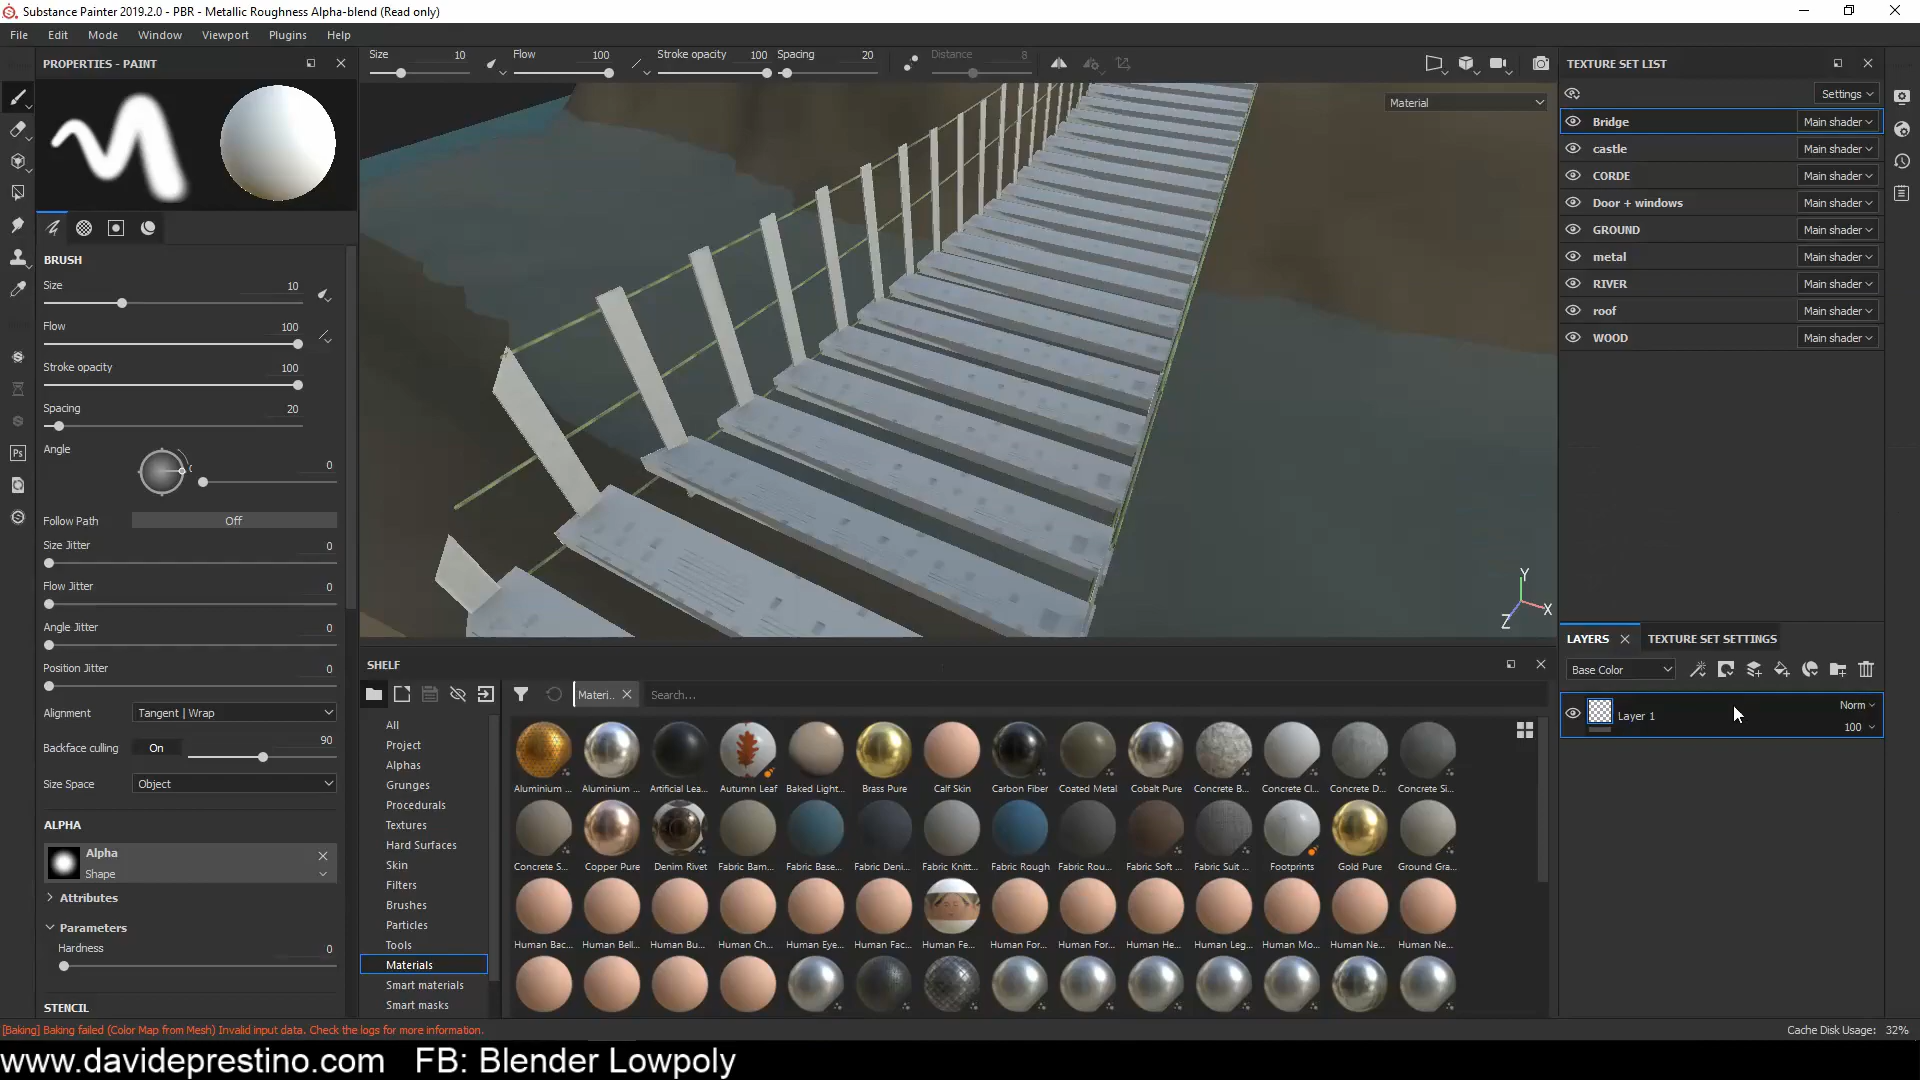 Substance Painter 2019.2.0 - PBR - Metallic Roughness Alpha-blend (Read only)
File Edit Mode Window Viewport Plugins Help
PROPERTIES - PAINT
Size 10 Flow 100 Stroke opacity 100 Spacing 20 Distance 8
Material
BRUSH
Size 10
Flow 100
Stroke opacity 100
Spacing 20
Angle 0
Follow Path Off
Size Jitter 0
Flow Jitter 0
Angle Jitter 0
Position Jitter 0
Alignment Tangent | Wrap
Backface culling On 90
Size Space Object
ALPHA
Alpha
Shape
Attributes
Parameters
Hardness 0
STENCIL
Y
X
Z
SHELF
Materi.. Search...
All
Project
Alphas
Grunges
Procedurals
Textures
Hard Surfaces
Skin
Filters
Brushes
Particles
Tools
Materials
Smart materials
Smart masks
Aluminium ... Aluminium ... Artificial Lea... Autumn Leaf Baked Light... Brass Pure Calf Skin Carbon Fiber Coated Metal Cobalt Pure Concrete B... Concrete Cl... Concrete D... Concrete Si...
Concrete S... Copper Pure Denim Rivet Fabric Bam... Fabric Base... Fabric Deni... Fabric Knitt... Fabric Rough Fabric Rou... Fabric Soft ... Fabric Suit ... Footprints Gold Pure Ground Gra...
Human Bac... Human Bell... Human Bu... Human Ch... Human Eye... Human Fac... Human Fe... Human For... Human For... Human He... Human Leg... Human Mo... Human Ne... Human Ne...
TEXTURE SET LIST
Settings
Bridge Main shader
castle Main shader
CORDE Main shader
Door + windows Main shader
GROUND Main shader
metal Main shader
RIVER Main shader
roof Main shader
WOOD Main shader
LAYERS TEXTURE SET SETTINGS
Base Color
Layer 1 Norm
100
[Baking] Baking failed (Color Map from Mesh) Invalid input data. Check the logs for more information.
Cache Disk Usage: 32%
www.davideprestino.com FB: Blender Lowpoly